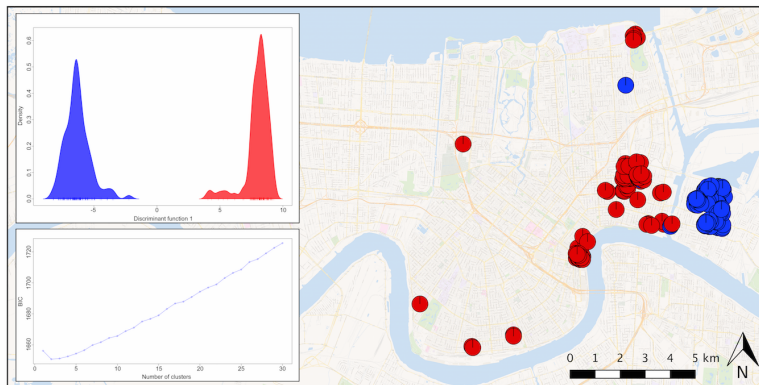 0.0 0.1 0.2 0.3 0.4 0.5 0.6
Density
-5 0 5 10
Discriminant function 1
1660 1680 1700 1720
BIC
0 5 10 15 20 25 30
Number of clusters
0 1 2 3 4 5 km
N